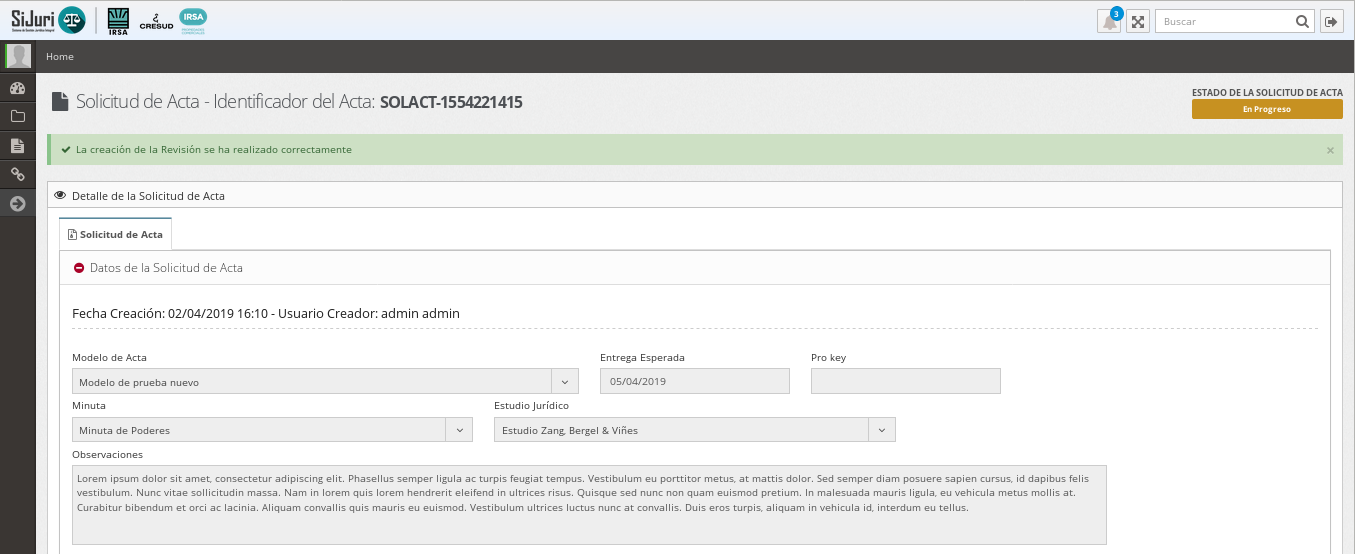 SiJuri
IRSA
CRESUD
IRSA
3
Buscar
Home
Solicitud de Acta - Identificador del Acta: SOLACT-1554221415
ESTADO DE LA SOLICITUD DE ACTA
En Progreso
La creación de la Revisión se ha realizado correctamente
×
Detalle de la Solicitud de Acta
Solicitud de Acta
Datos de la Solicitud de Acta
Fecha Creación: 02/04/2019 16:10 - Usuario Creador: admin admin
Modelo de Acta
Entrega Esperada
Pro key
Modelo de prueba nuevo
05/04/2019
Minuta
Estudio Jurídico
Minuta de Poderes
Estudio Zang, Bergel & Viñes
Observaciones
Lorem ipsum dolor sit amet, consectetur adipiscing elit. Phasellus semper ligula ac turpis feugiat tempus. Vestibulum eu porttitor metus, at mattis dolor. Sed semper diam posuere sapien cursus, id dapibus felis
vestibulum. Nunc vitae sollicitudin massa. Nam in lorem quis lorem hendrerit eleifend in ultrices risus. Quisque sed nunc non quam euismod pretium. In malesuada mauris ligula, eu vehicula metus mollis at.
Curabitur bibendum et orci ac lacinia. Aliquam convallis quis mauris eu euismod. Vestibulum ultrices luctus nunc at convallis. Duis eros turpis, aliquam in vehicula id, interdum eu tellus.